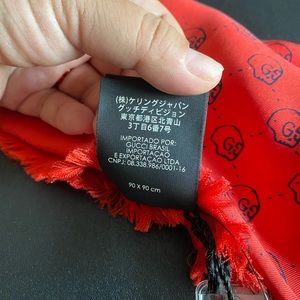 (株)ケリングジャパン
グッチディビジョン
東京都港区北青山
3丁目6番7号
IMPORTADO POR:
GUCCI BRASIL
IMPORTAÇÃO
E EXPORTAÇÃO LTDA
CNPJ: 08.338.986/0001-16
90 X 90 cm